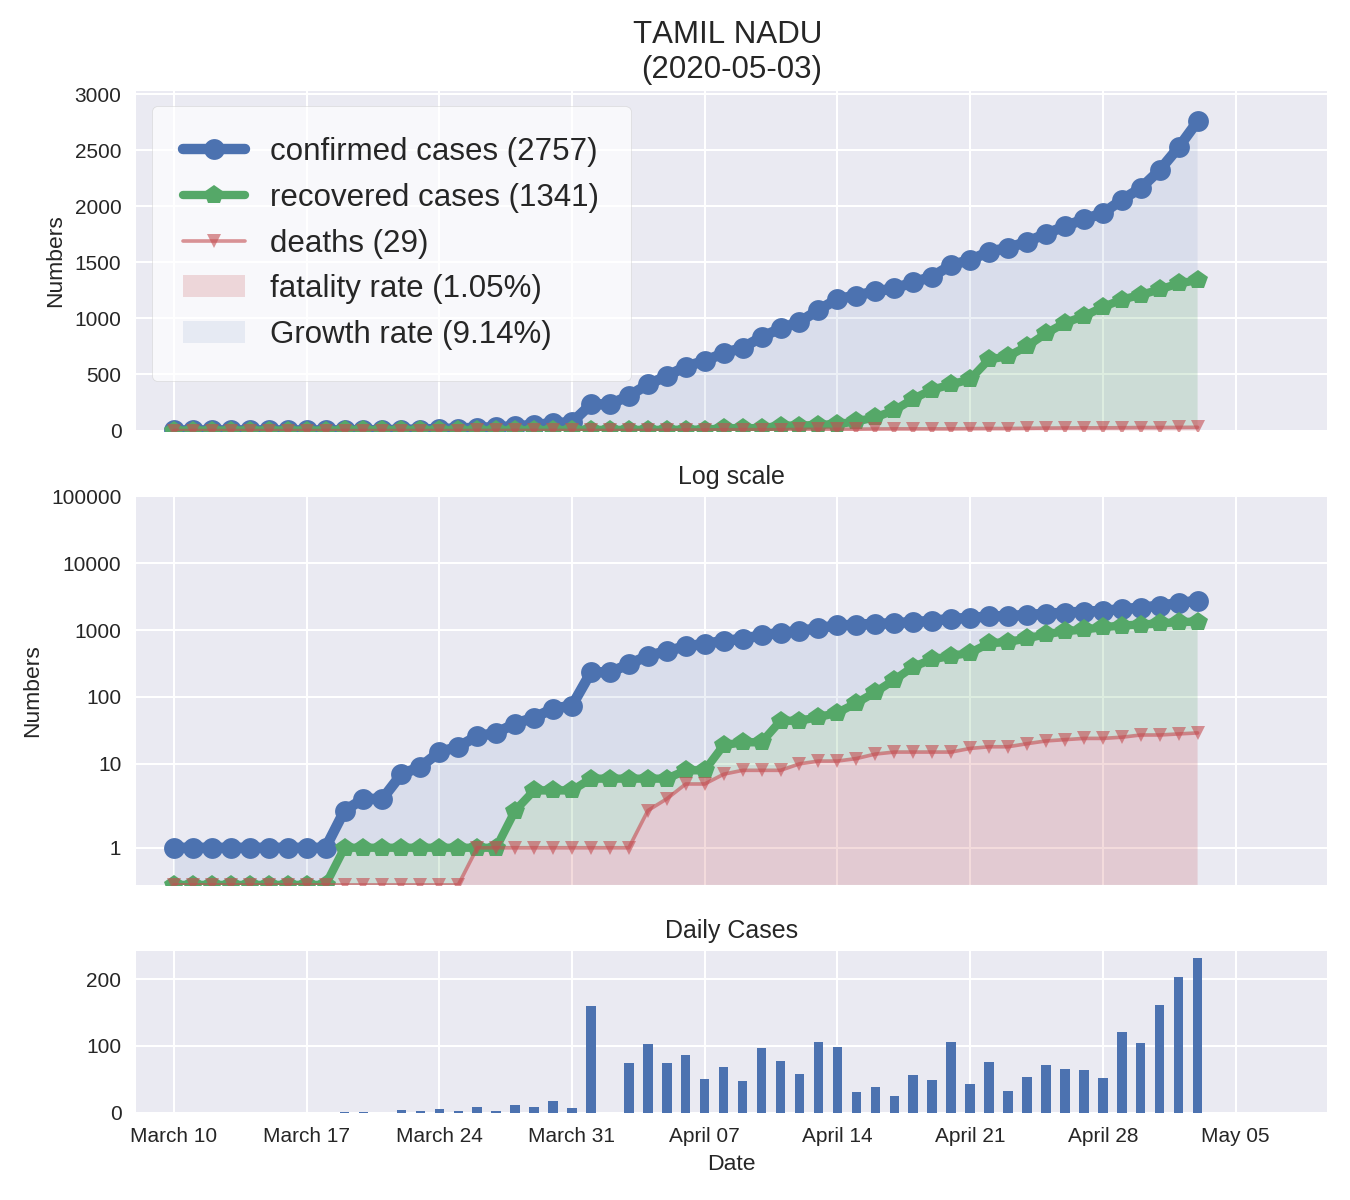 TAMIL NADU
(2020-05-03)
3000
2500
2000
1500
1000
500
0
Numbers
confirmed cases (2757)
recovered cases (1341)
deaths (29)
fatality rate (1.05%)
Growth rate (9.14%)
Log scale
100000
10000
1000
100
10
1
Numbers
Daily Cases
200
100
0
March 10 March 17 March 24 March 31 April 07 April 14 April 21 April 28 May 05
Date